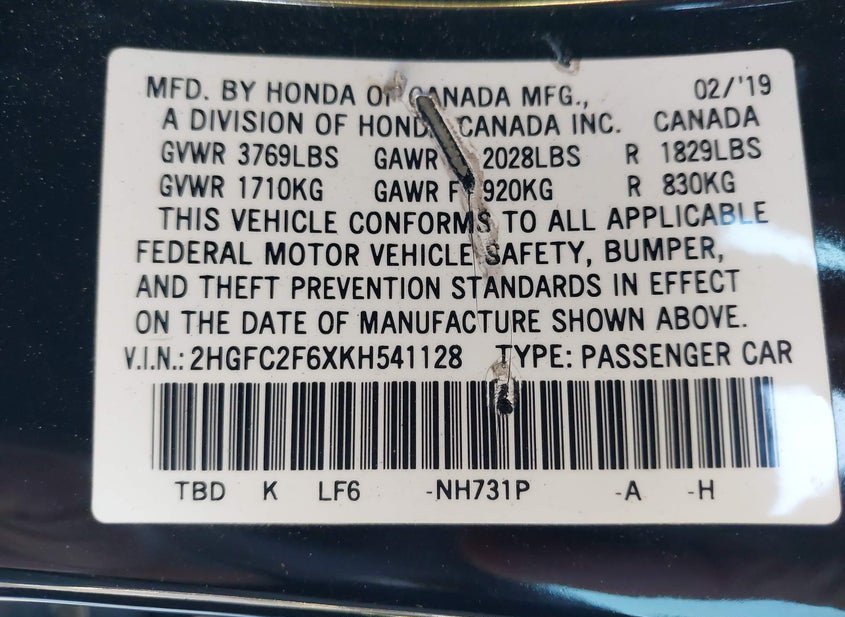 MFD. BY HONDA OF CANADA MFG., 02/'19
A DIVISION OF HONDA CANADA INC. CANADA
GVWR 3769LBS GAWR 2028LBS R 1829LBS
GVWR 1710KG GAWR F 920KG R 830KG
THIS VEHICLE CONFORMS TO ALL APPLICABLE
FEDERAL MOTOR VEHICLE SAFETY, BUMPER,
AND THEFT PREVENTION STANDARDS IN EFFECT
ON THE DATE OF MANUFACTURE SHOWN ABOVE.
V.I.N.: 2HGFC2F6XKH541128 TYPE: PASSENGER CAR
TBD K LF6 -NH731P -A -H